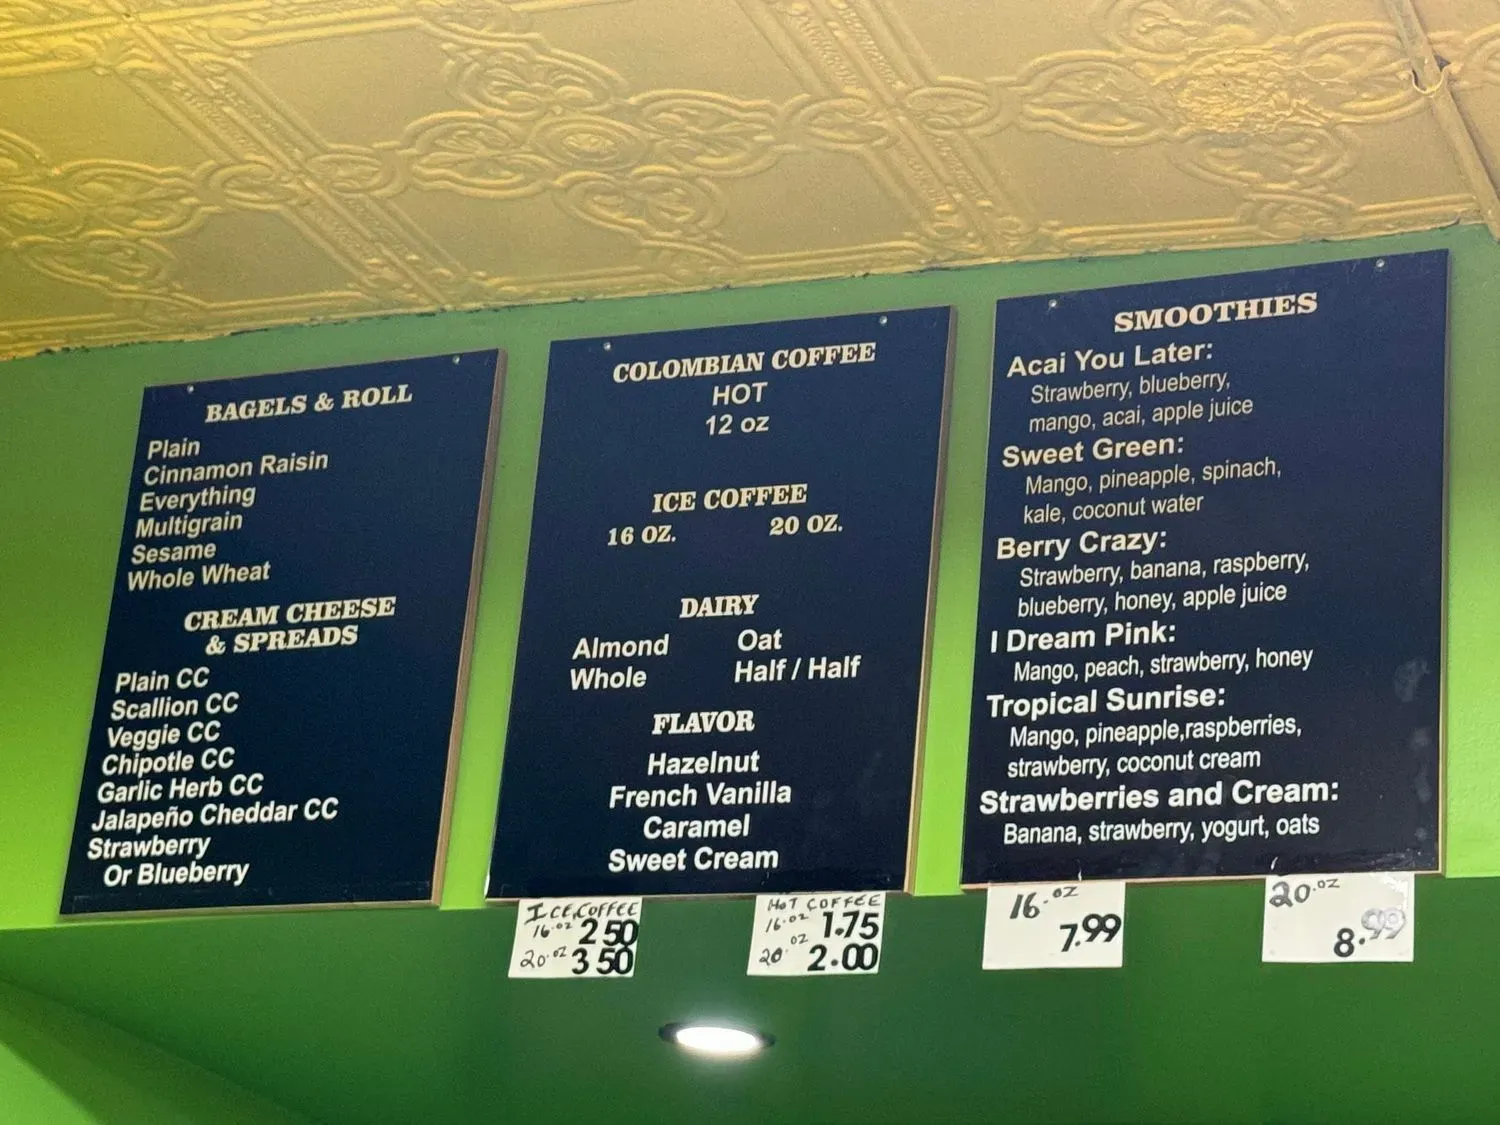 BAGELS & ROLL
Plain
Cinnamon Raisin
Everything
Multigrain
Sesame
Whole Wheat
CREAM CHEESE
& SPREADS
Plain CC
Scallion CC
Veggie CC
Chipotle CC
Garlic Herb CC
Jalapeño Cheddar CC
Strawberry
Or Blueberry
COLOMBIAN COFFEE
HOT
12 oz
ICE COFFEE
16 OZ. 20 OZ.
DAIRY
Almond Oat
Whole Half / Half
FLAVOR
Hazelnut
French Vanilla
Caramel
Sweet Cream
ICE COFFEE
16.oz 2 50
20.oz 3 50
HOT COFFEE
16.oz 1.75
20 oz 2.00
SMOOTHIES
Acai You Later:
Strawberry, blueberry,
mango, acai, apple juice
Sweet Green:
Mango, pineapple, spinach,
kale, coconut water
Berry Crazy:
Strawberry, banana, raspberry,
blueberry, honey, apple juice
I Dream Pink:
Mango, peach, strawberry, honey
Tropical Sunrise:
Mango, pineapple,raspberries,
strawberry, coconut cream
Strawberries and Cream:
Banana, strawberry, yogurt, oats
16.oz
7.99
20.oz
8.99